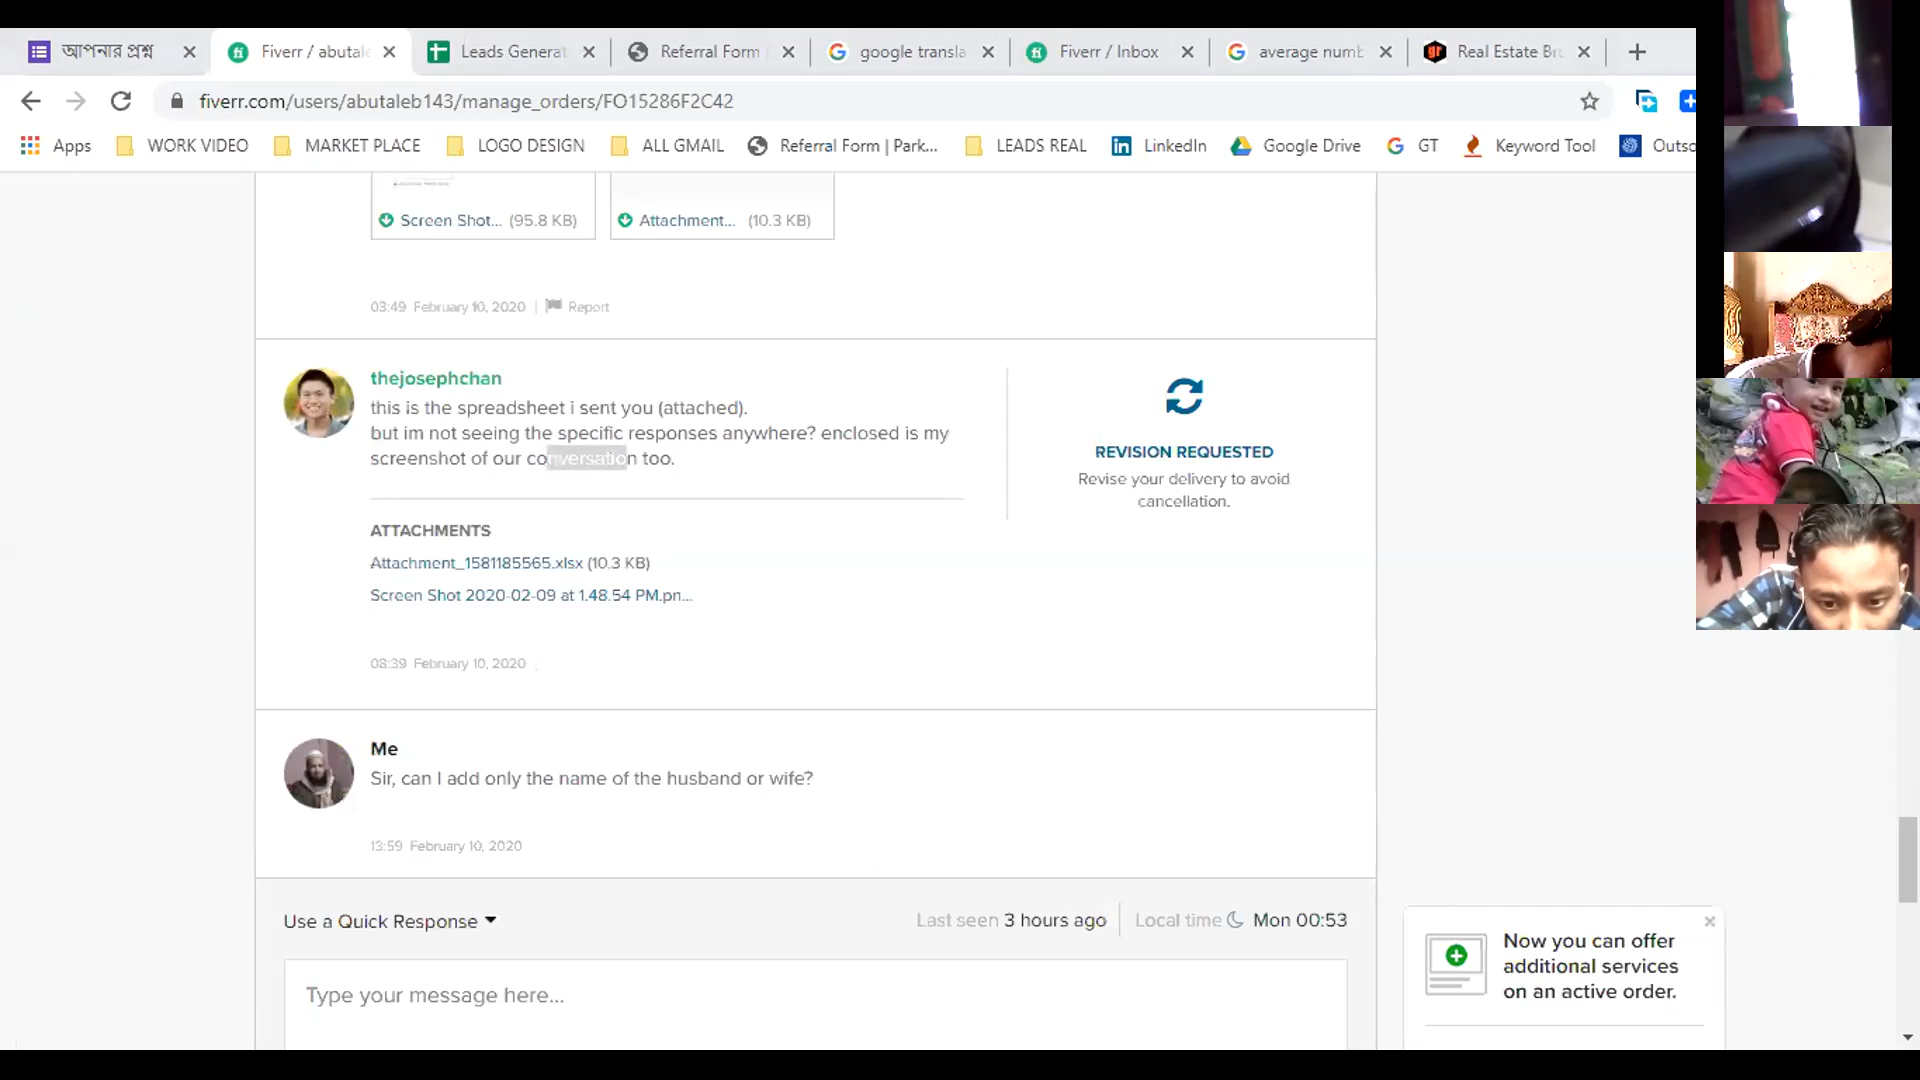 আপনার প্রশ্ন
Fiverr / abutale
Leads Generat
Referral Form
google transla
Fiverr / Inbox
average numb
Real Estate Bro
fiverr.com/users/abutaleb143/manage_orders/FO15286F2C42
Apps
WORK VIDEO
MARKET PLACE
LOGO DESIGN
ALL GMAIL
Referral Form | Park...
LEADS REAL
LinkedIn
Google Drive
GT
Keyword Tool
Outso
Screen Shot... (95.8 KB)
Attachment... (10.3 KB)
03:49 February 10, 2020 | Report
thejosephchan
this is the spreadsheet i sent you (attached).
but im not seeing the specific responses anywhere? enclosed is my
screenshot of our conversation too.
REVISION REQUESTED
Revise your delivery to avoid
cancellation.
ATTACHMENTS
Attachment_1581185565.xlsx (10.3 KB)
Screen Shot 2020-02-09 at 1.48.54 PM.pn...
08:39 February 10, 2020
Me
Sir, can I add only the name of the husband or wife?
13:59 February 10, 2020
Use a Quick Response
Last seen 3 hours ago
Local time Mon 00:53
Type your message here...
Now you can offer
additional services
on an active order.